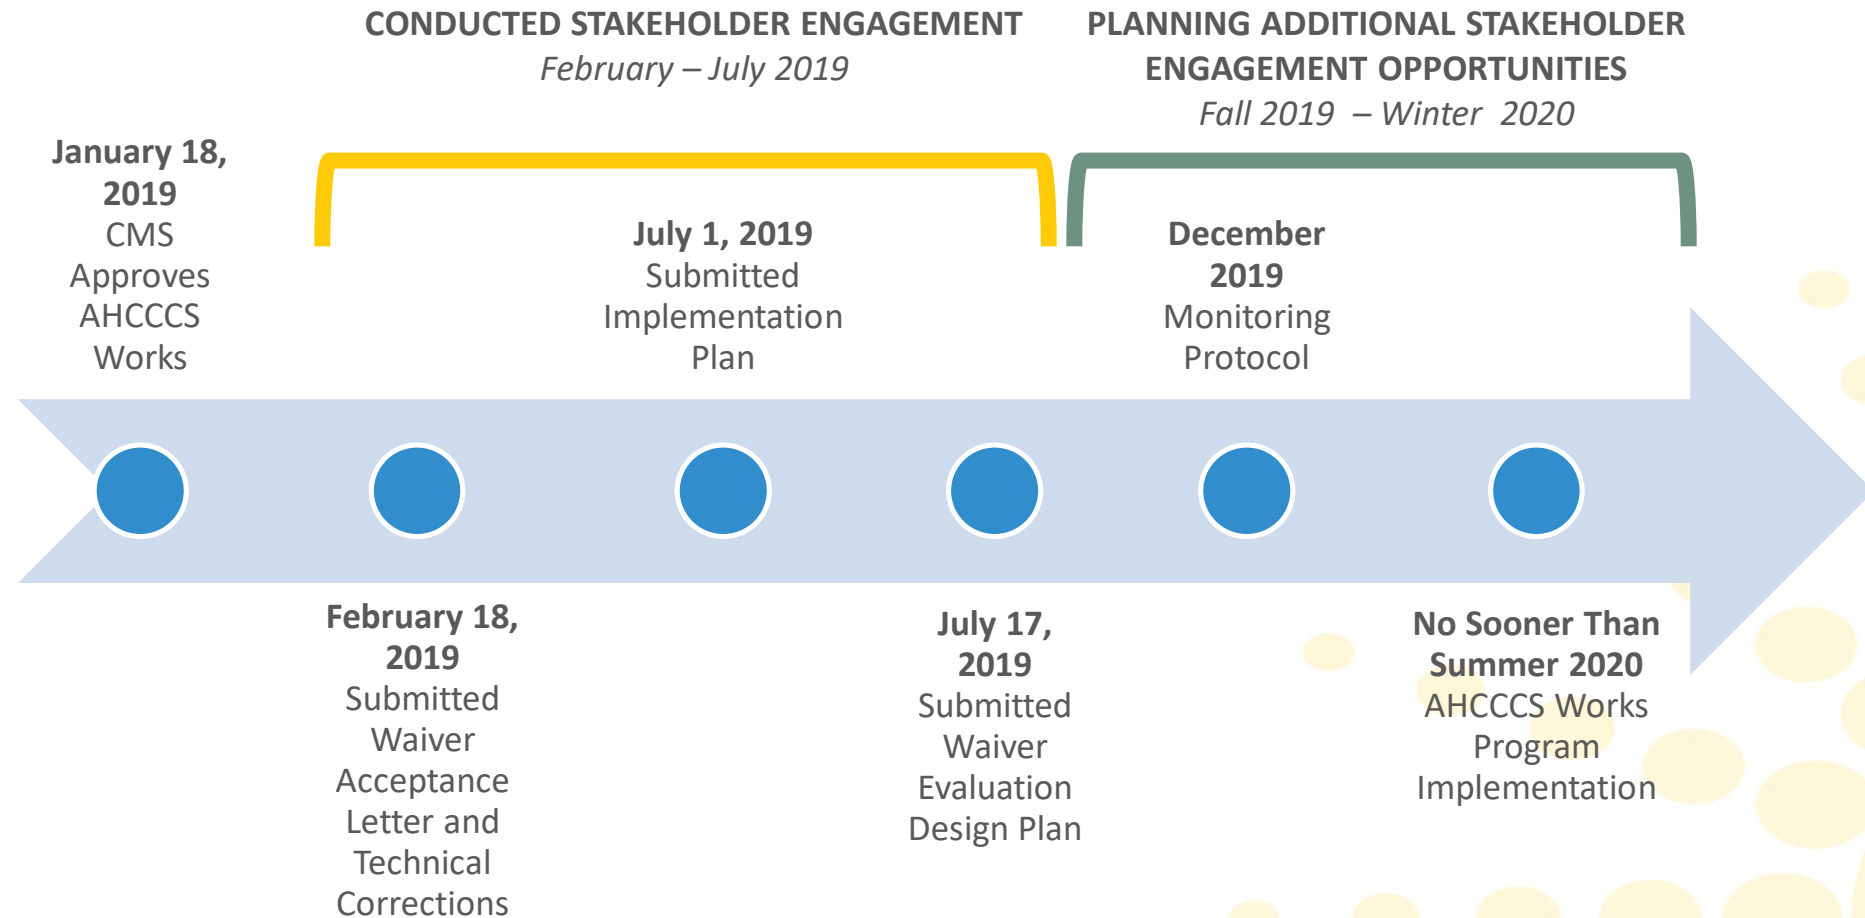 CONDUCTED STAKEHOLDER ENGAGEMENT
February – July 2019
PLANNING ADDITIONAL STAKEHOLDER
ENGAGEMENT OPPORTUNITIES
Fall 2019 – Winter 2020
January 18,
2019
CMS
Approves
AHCCCS
Works
July 1, 2019
Submitted
Implementation
Plan
December
2019
Monitoring
Protocol
February 18,
2019
Submitted
Waiver
Acceptance
Letter and
Technical
Corrections
July 17,
2019
Submitted
Waiver
Evaluation
Design Plan
No Sooner Than
Summer 2020
AHCCCS Works
Program
Implementation